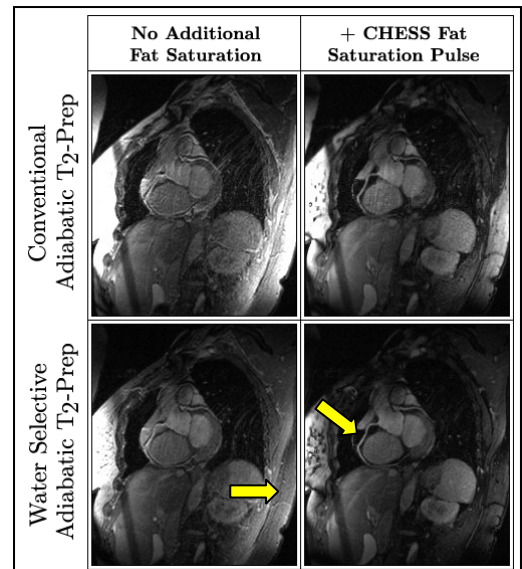 No Additional
Fat Saturation
+ CHESS Fat
Saturation Pulse
Conventional
Adiabatic T₂-Prep
Water Selective
Adiabatic T₂-Prep